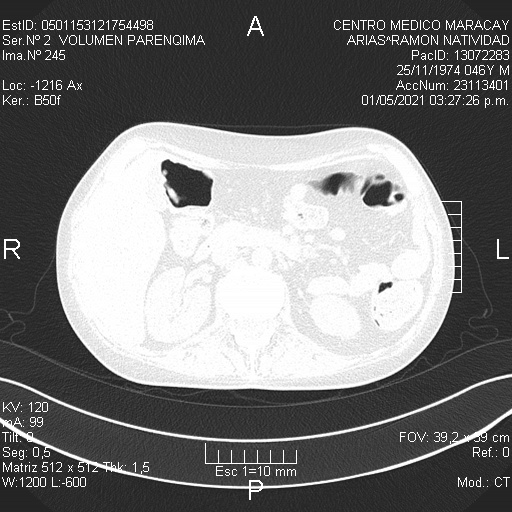 EstID: 0501153121754498
Ser.Nº 2 VOLUMEN PARENQIMA
Ima.Nº 245
Loc: -1216 Ax
Ker.: B50f
A
CENTRO MEDICO MARACAY
ARIAS^RAMON NATIVIDAD
PacID: 13072283
25/11/1974 046Y M
AccNum: 23113401
01/05/2021 03:27:26 p.m.
R
L
KV: 120
mA: 99
Tilt: 0
Seg: 0,5
Matriz 512 x 512 Thk: 1,5
W:1200 L:-600
Esc 1=10 mm
P
FOV: 39,2 x 39 cm
Ref.: 0
Mod.: CT